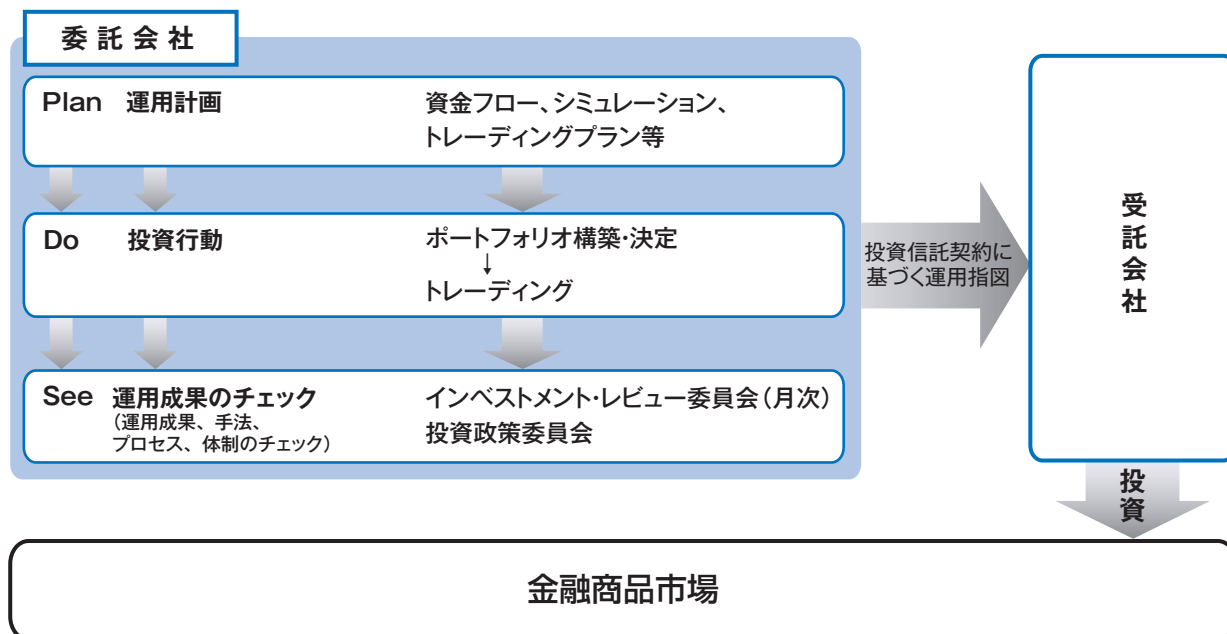 委託会社
Plan 運用計画 資金フロー、シミュレーション、
トレーディングプラン等
Do 投資行動 ポートフォリオ構築・決定
↓
トレーディング
See 運用成果のチェック インベストメント・レビュー委員会（月次）
（運用成果、手法、 投資政策委員会
プロセス、体制のチェック）
投資信託契約に
基づく運用指図
受託会社
投資
金融商品市場